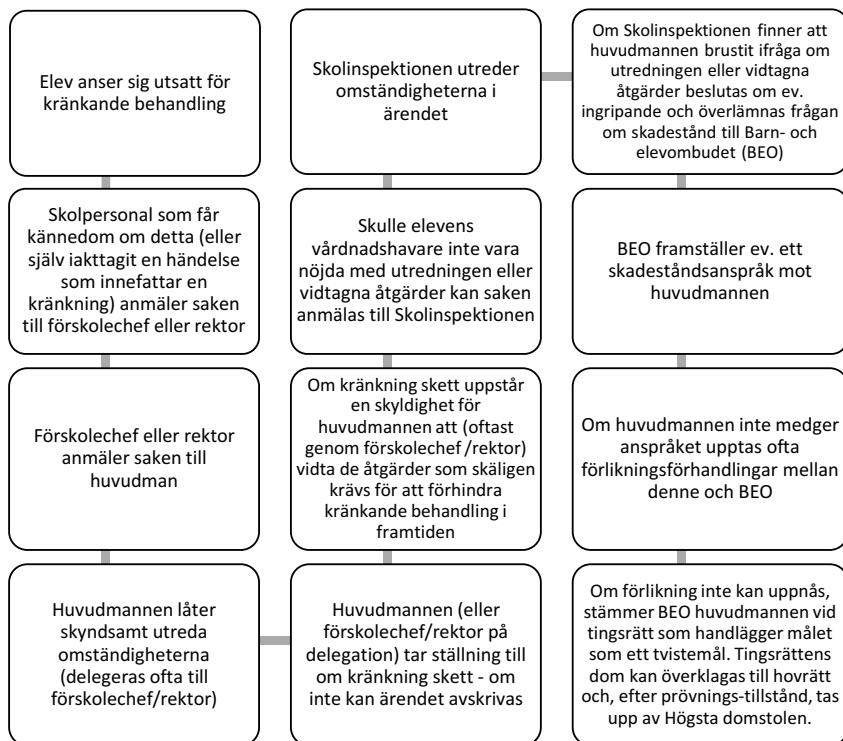 Elev anser sig utsatt för
kränkande behandling
Skolpersonal som får
kännedom om detta (eller
själv iakttagit en händelse
som innefattar en
kränkning) anmäler saken
till förskolechef eller rektor
Förskolechef eller rektor
anmäler saken till
huvudman
Huvudmannen låter
skyndsamt utreda
omständigheterna
(delegeras ofta till
förskolechef/rektor)
Huvudmannen (eller
förskolechef/rektor på
delegation) tar ställning till
om kränkning skett - om
inte kan ärendet avskrivas
Om kränkning skett uppstår
en skyldighet för
huvudmannen att (oftast
genom förskolechef /rektor)
vidta de åtgärder som skäligen
krävs för att förhindra
kränkande behandling i
framtiden
Skulle elevens
vårdnadshavare inte vara
nöjda med utredningen eller
vidtagna åtgärder kan saken
anmälas till Skolinspektionen
Skolinspektionen utreder
omständigheterna i
ärendet
Om Skolinspektionen finner att
huvudmannen brustit ifråga om
utredningen eller vidtagna
åtgärder beslutas om ev.
ingripande och överlämnas frågan
om skadestånd till Barn- och
elevombudet (BEO)
BEO framställer ev. ett
skadeståndsanspråk mot
huvudmannen
Om huvudmannen inte medger
anspråket upptas ofta
förlikningsförhandlingar mellan
denne och BEO
Om förlikning inte kan uppnås,
stämmer BEO huvudmannen vid
tingsrätt som handlägger målet
som ett tvistemål. Tingsrättens
dom kan överklagas till hovrätt
och, efter prövnings-tillstånd, tas
upp av Högsta domstolen.